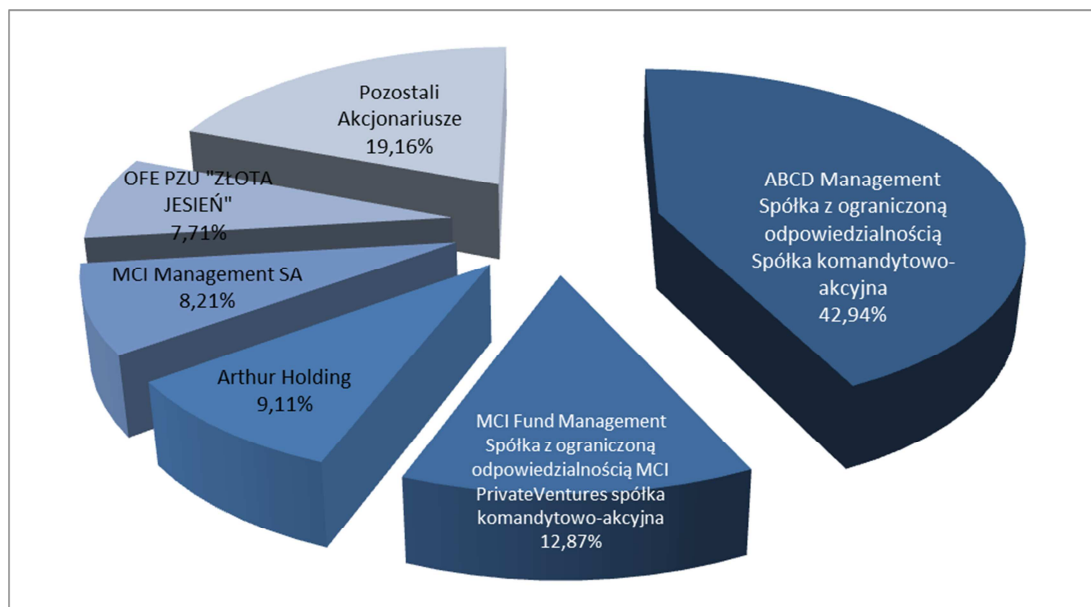 Pozostali
Akcjonariusze
19,16%
OFE PZU "ZŁOTA
JESIEŃ"
7,71%
MCI Management SA
8,21%
Arthur Holding
9,11%
MCI Fund Management
Spółka z ograniczoną
odpowiedzialnością MCI
PrivateVentures spółka
komandytowo-akcyjna
12,87%
ABCD Management
Spółka z ograniczoną
odpowiedzialnością
Spółka komandytowo-
akcyjna
42,94%